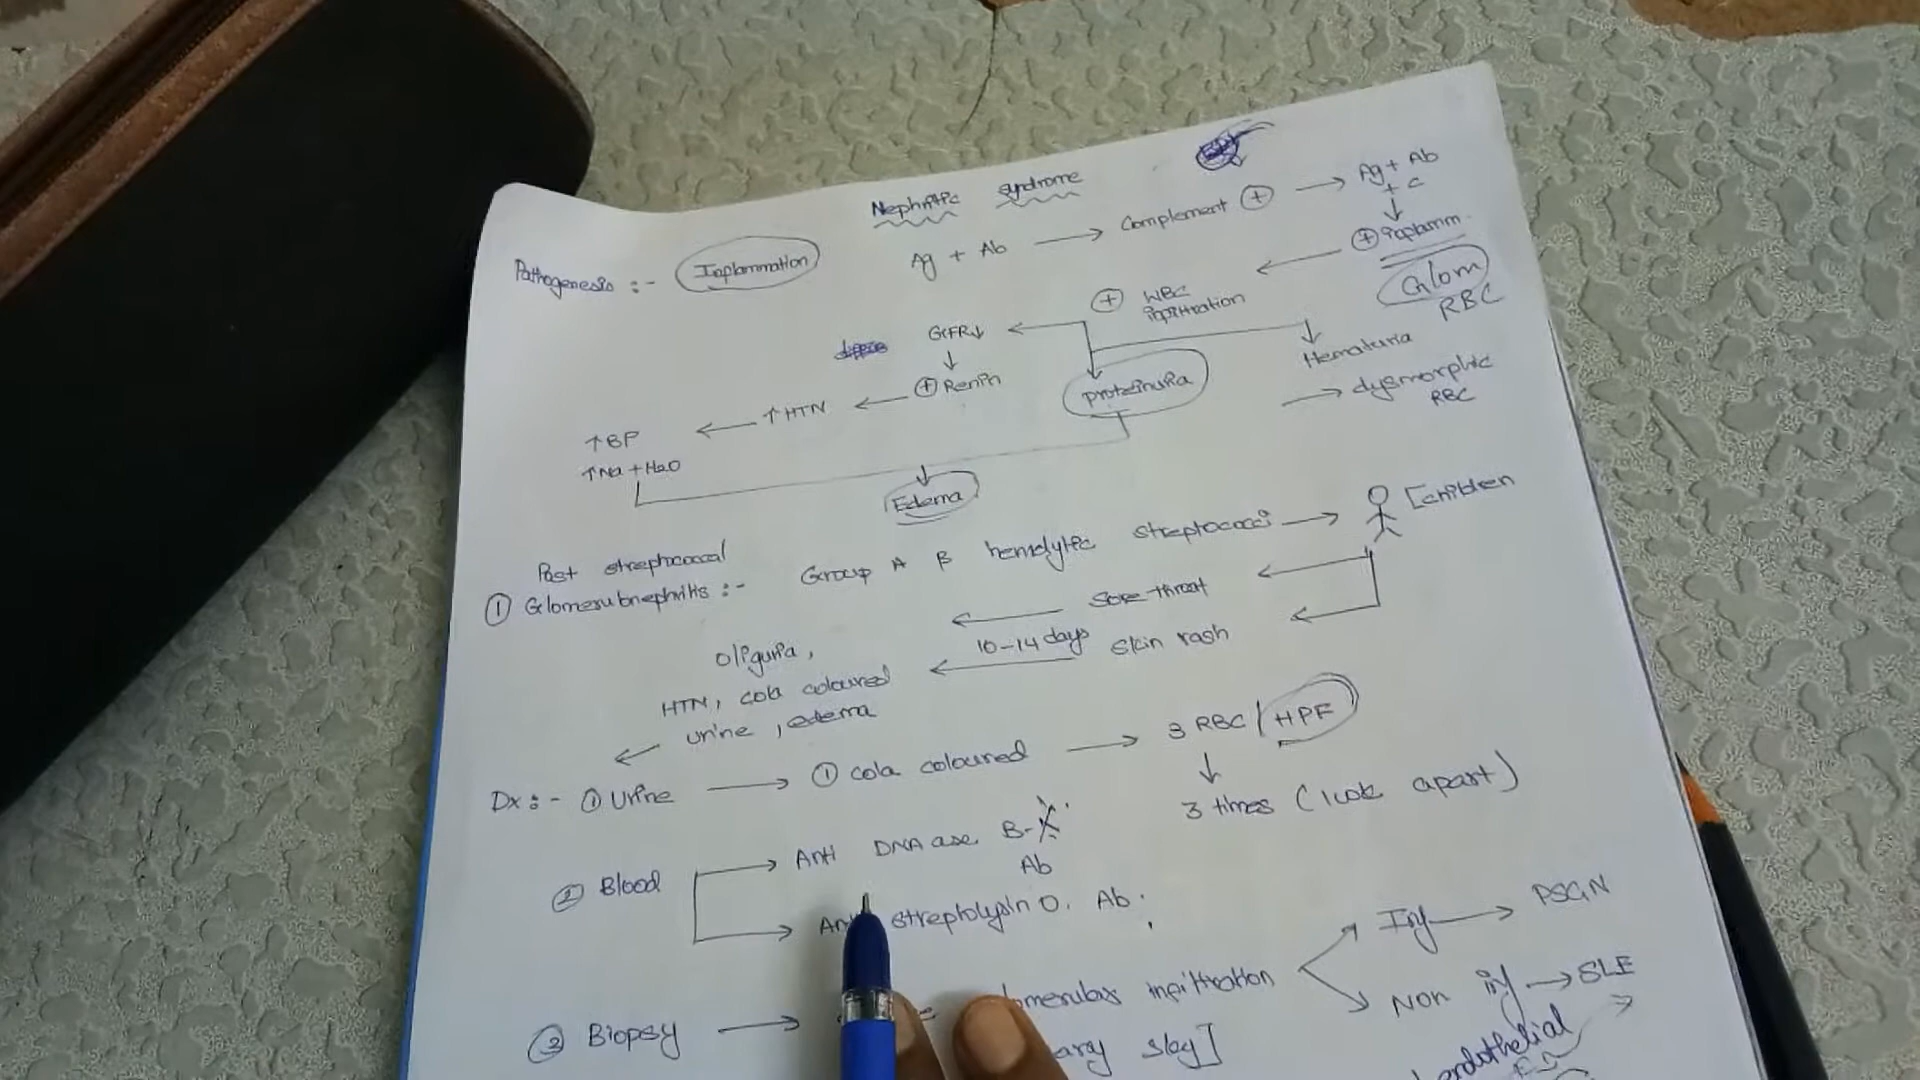 Nephritic syndrome
Pathogenesis :- Inflammation
Ag + Ab → Complement ⊕ → Ag + Ab
+ C
↓
⊕ Inflamm.
Glom
RBC
⊕ WBC
infiltration
GFR↓
↓
⊕ Renin
↑ HTN
↑ BP
↑ Na + H2O
proteinuria
Hematuria
→ dysmorphic
RBC
Edema
Post streptococcal
① Glomerulonephritis :- Group A β hemolytic streptococci → [children
Sore throat
10-14 days
Skin rash
Oliguria,
HTN, cola coloured
urine, edema
Dx :- ① Urine → ① cola coloured → 3 RBC / HPF
↓
3 times (1 wk apart)
② Blood → Anti DNA ase B-
Ab
→ streptolysin O. Ab.
③ Biopsy → infiltration
Inf → PSGN
Non inf → SLE
endothelial